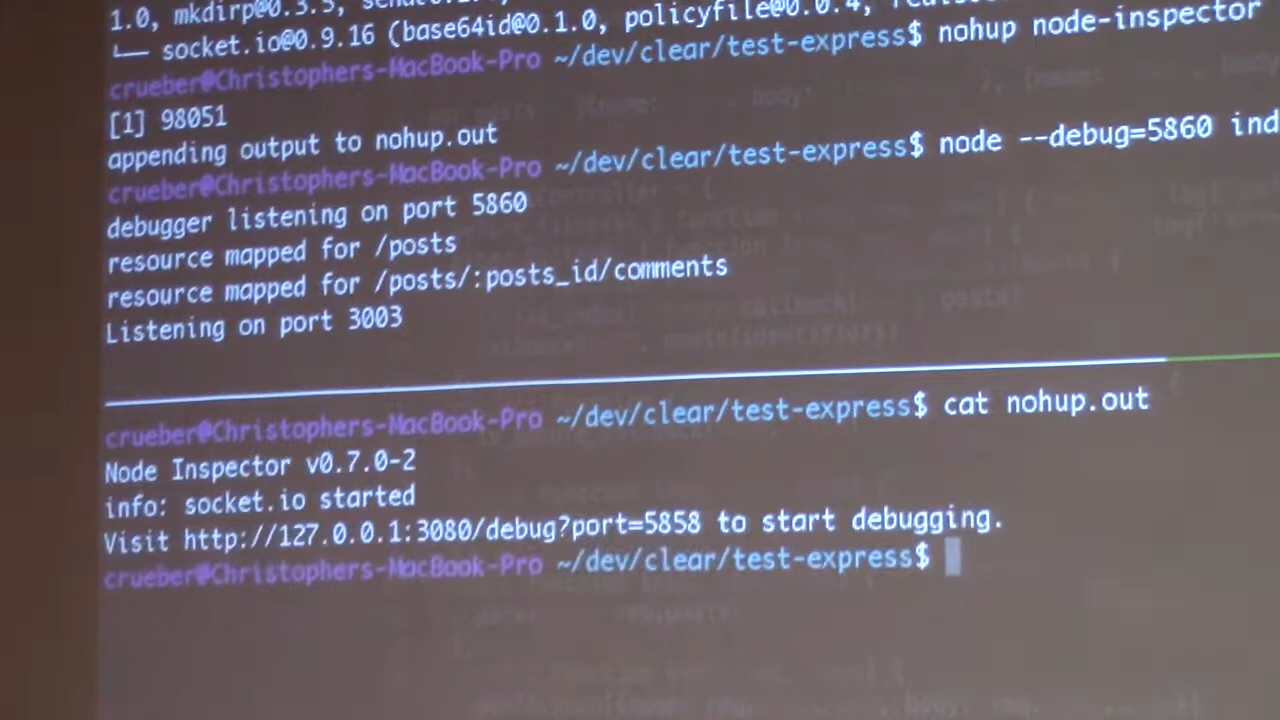 1.0, mkdirp@0.3.5,
└── socket.io@0.9.16 (base64id@0.1.0, policyfile@0.0.4,
crueber@Christophers-MacBook-Pro ~/dev/clear/test-express$ nohup node-inspector
[1] 98051
appending output to nohup.out
crueber@Christophers-MacBook-Pro ~/dev/clear/test-express$ node --debug=5860 ind
debugger listening on port 5860
resource mapped for /posts
resource mapped for /posts/:posts_id/comments
Listening on port 3003
crueber@Christophers-MacBook-Pro ~/dev/clear/test-express$ cat nohup.out
Node Inspector v0.7.0-2
info: socket.io started
Visit http://127.0.0.1:3080/debug?port=5858 to start debugging.
crueber@Christophers-MacBook-Pro ~/dev/clear/test-express$